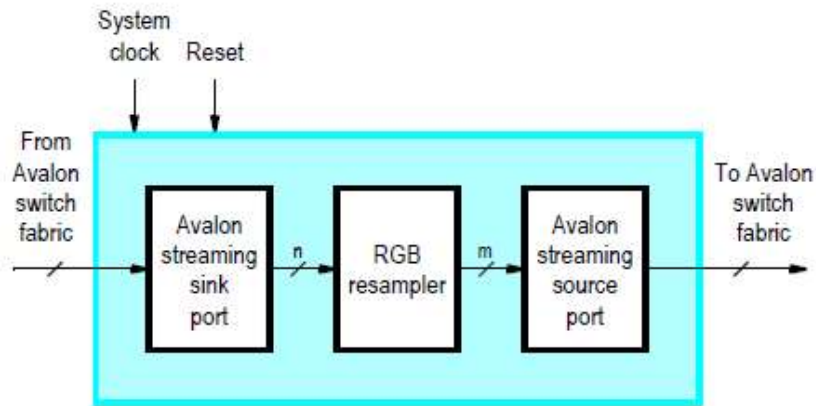 System
clock
Reset
From
Avalon
switch
fabric
Avalon
streaming
sink
port
n
RGB
resampler
m
Avalon
streaming
source
port
To Avalon
switch
fabric